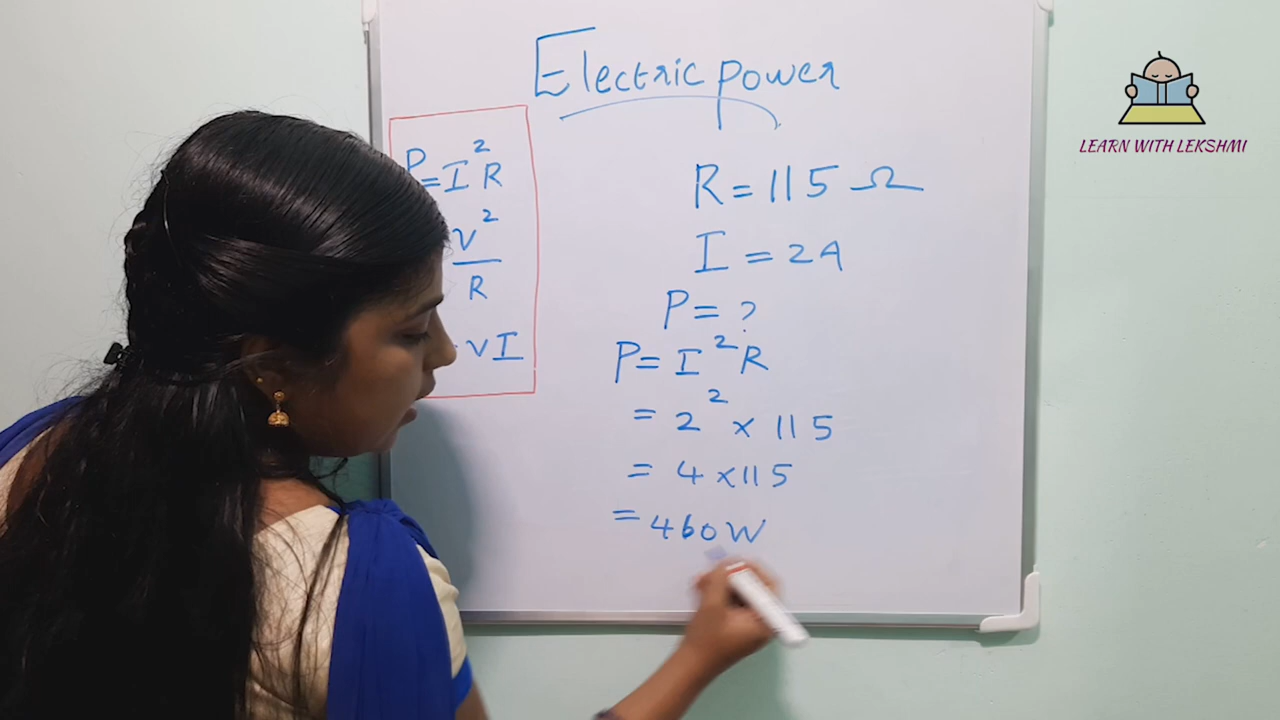 Electric power
P=I²R
V²
R
VI
R = 115 Ω
I = 2A
P = ?
P = I²R
= 2² x 115
= 4 x 115
= 460W
LEARN WITH LEKSHMI